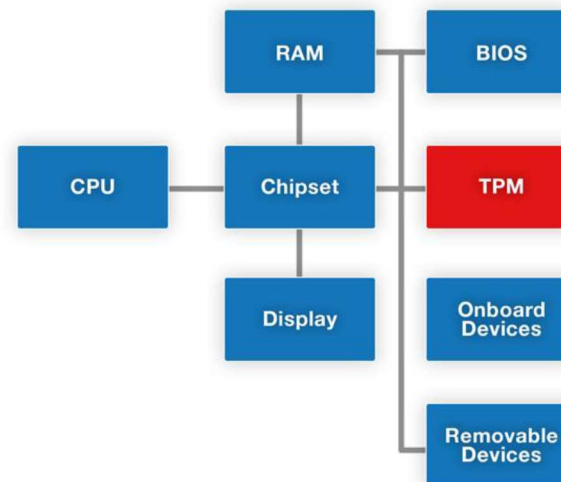 RAM
BIOS
CPU
Chipset
TPM
Display
Onboard
Devices
Removable
Devices